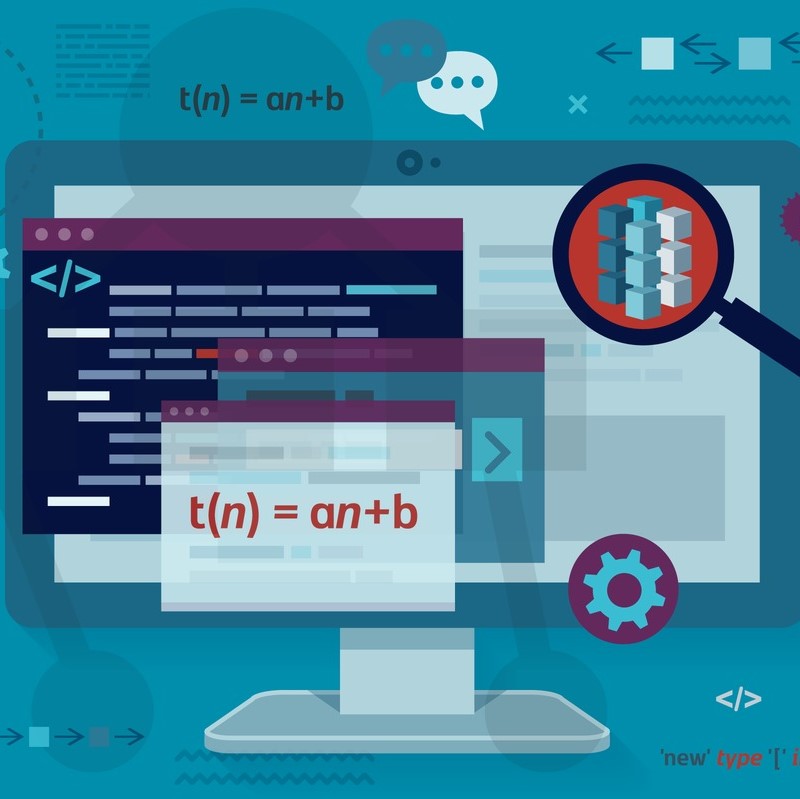 t(n) = an+b
</>
t(n) = an+b
</>
'new' type '['